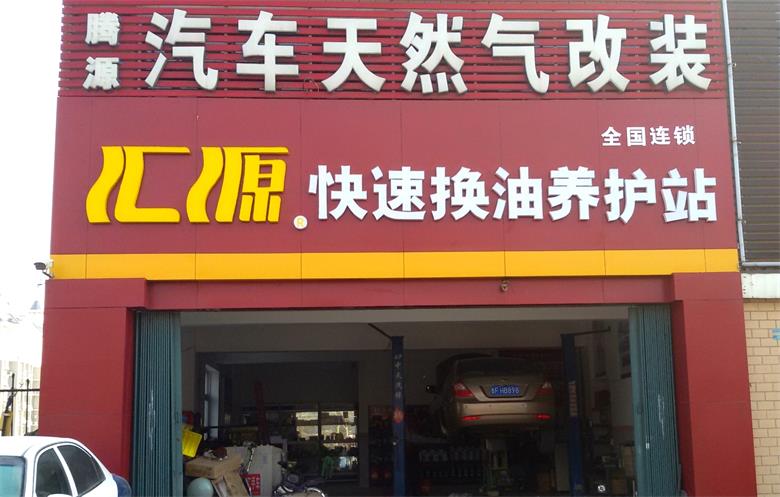 腾源 汽车天然气改装
全国连锁
汇源® 快速换油养护站